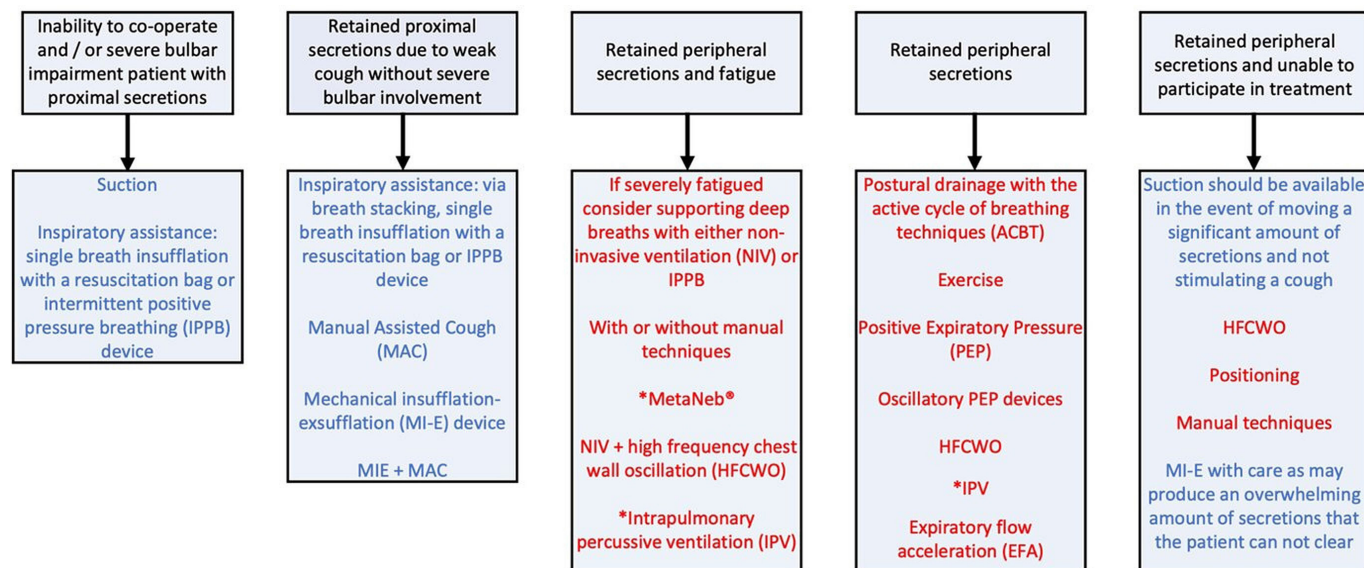 Inability to co-operate
and / or severe bulbar
impairment patient with
proximal secretions
Suction
Inspiratory assistance:
single breath insufflation
with a resuscitation bag or
intermittent positive
pressure breathing (IPPB)
device
Retained proximal
secretions due to weak
cough without severe
bulbar involvement
Inspiratory assistance: via
breath stacking, single
breath insufflation with a
resuscitation bag or IPPB
device
Manual Assisted Cough
(MAC)
Mechanical insufflation-
exsufflation (MI-E) device
MIE + MAC
Retained peripheral
secretions and fatigue
If severely fatigued
consider supporting deep
breaths with either non-
invasive ventilation (NIV) or
IPPB
With or without manual
techniques
*MetaNeb®
NIV + high frequency chest
wall oscillation (HFCWO)
*Intrapulmonary
percussive ventilation (IPV)
Retained peripheral
secretions
Postural drainage with the
active cycle of breathing
techniques (ACBT)
Exercise
Positive Expiratory Pressure
(PEP)
Oscillatory PEP devices
HFCWO
*IPV
Expiratory flow
acceleration (EFA)
Retained peripheral
secretions and unable to
participate in treatment
Suction should be available
in the event of moving a
significant amount of
secretions and not
stimulating a cough
HFCWO
Positioning
Manual techniques
MI-E with care as may
produce an overwhelming
amount of secretions that
the patient can not clear